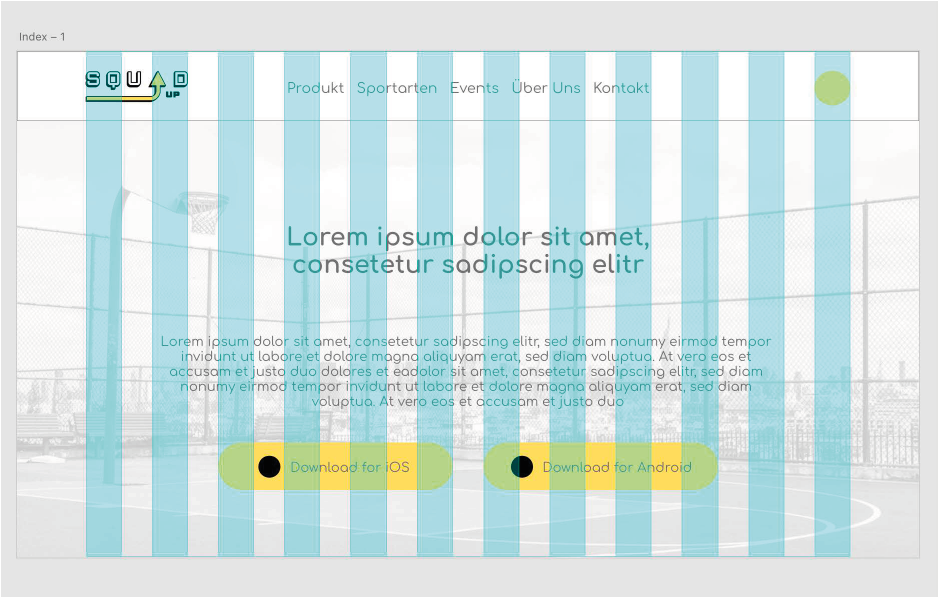 Index – 1
SQUAD
UP
Produkt Sportarten Events Über Uns Kontakt
Lorem ipsum dolor sit amet,
consetetur sadipscing elitr
Lorem ipsum dolor sit amet, consetetur sadipscing elitr, sed diam nonumy eirmod tempor
invidunt ut labore et dolore magna aliquyam erat, sed diam voluptua. At vero eos et
accusam et justo duo dolores et eadolor sit amet, consetetur sadipscing elitr, sed diam
nonumy eirmod tempor invidunt ut labore et dolore magna aliquyam erat, sed diam
voluptua. At vero eos et accusam et justo duo
Download for iOS
Download for Android